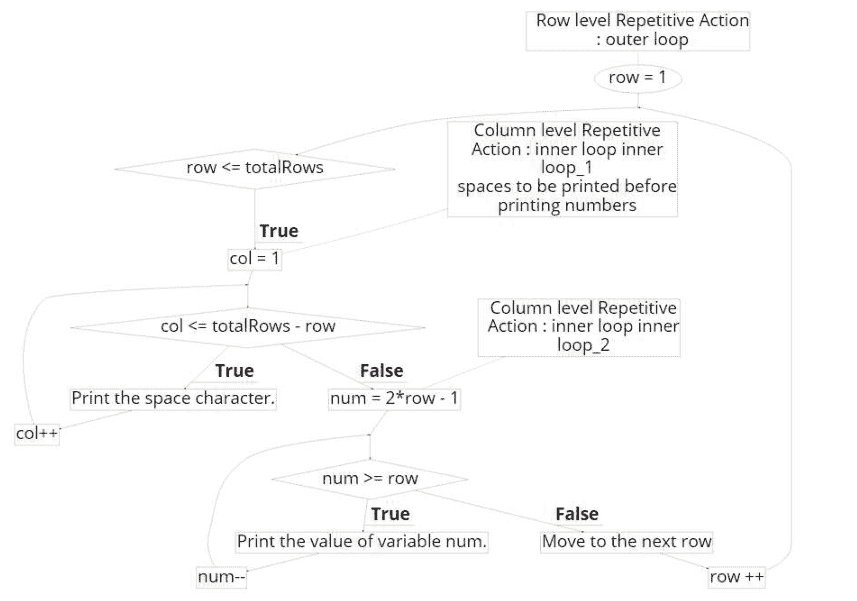 Row level Repetitive Action
: outer loop
row = 1
Column level Repetitive
Action : inner loop inner
loop_1
spaces to be printed before
printing numbers
row <= totalRows
True
col = 1
col <= totalRows - row
Column level Repetitive
Action : inner loop inner
loop_2
True
False
Print the space character.
num = 2*row - 1
col++
num >= row
True
False
Print the value of variable num.
Move to the next row
num--
row ++